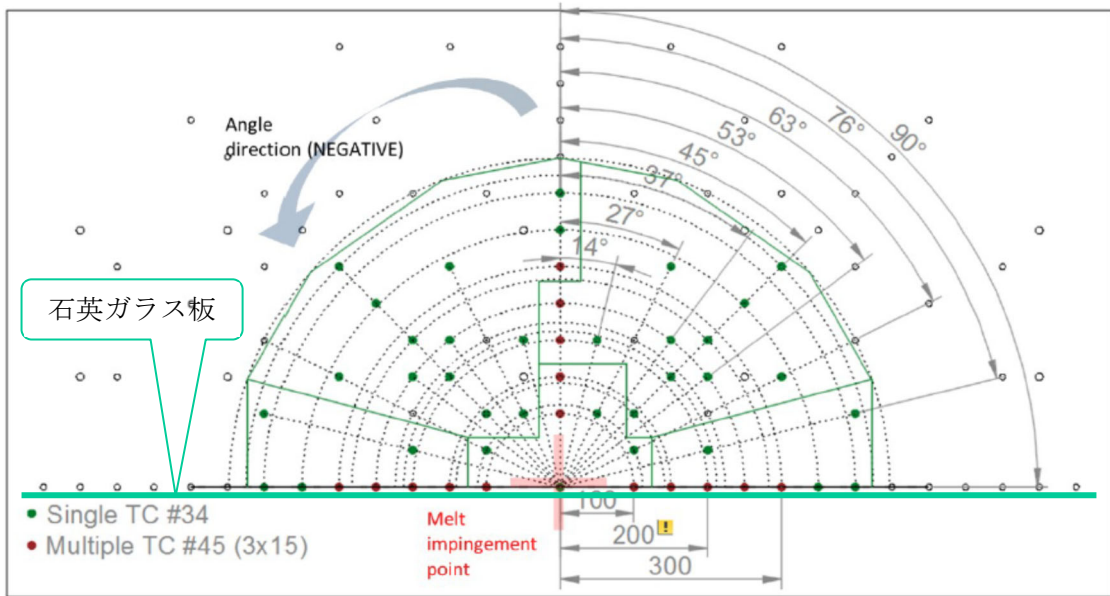 Angle
direction (NEGATIVE)
90°
76°
63°
53°
45°
37°
27°
14°
石英ガラス板
100
200
!
300
Single TC #34
Multiple TC #45 (3x15)
Melt
impingement
point